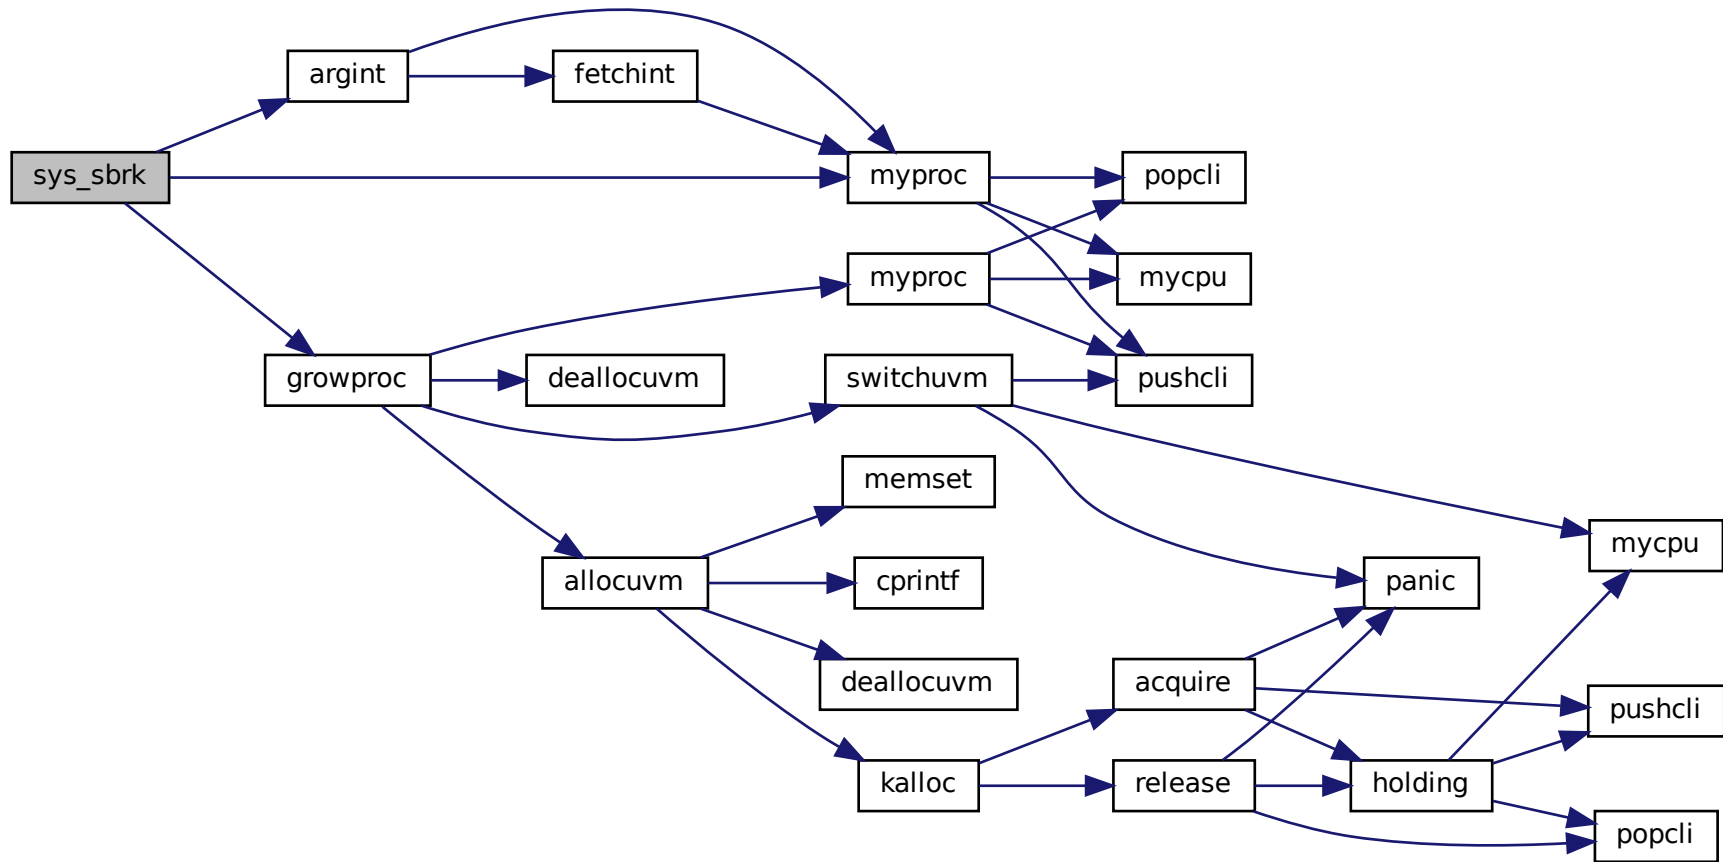 argint
fetchint
sys_sbrk
myproc
popcli
myproc
mycpu
growproc
deallocuvm
switchuvm
pushcli
memset
mycpu
allocuvm
cprintf
panic
deallocuvm
acquire
pushcli
kalloc
release
holding
popcli